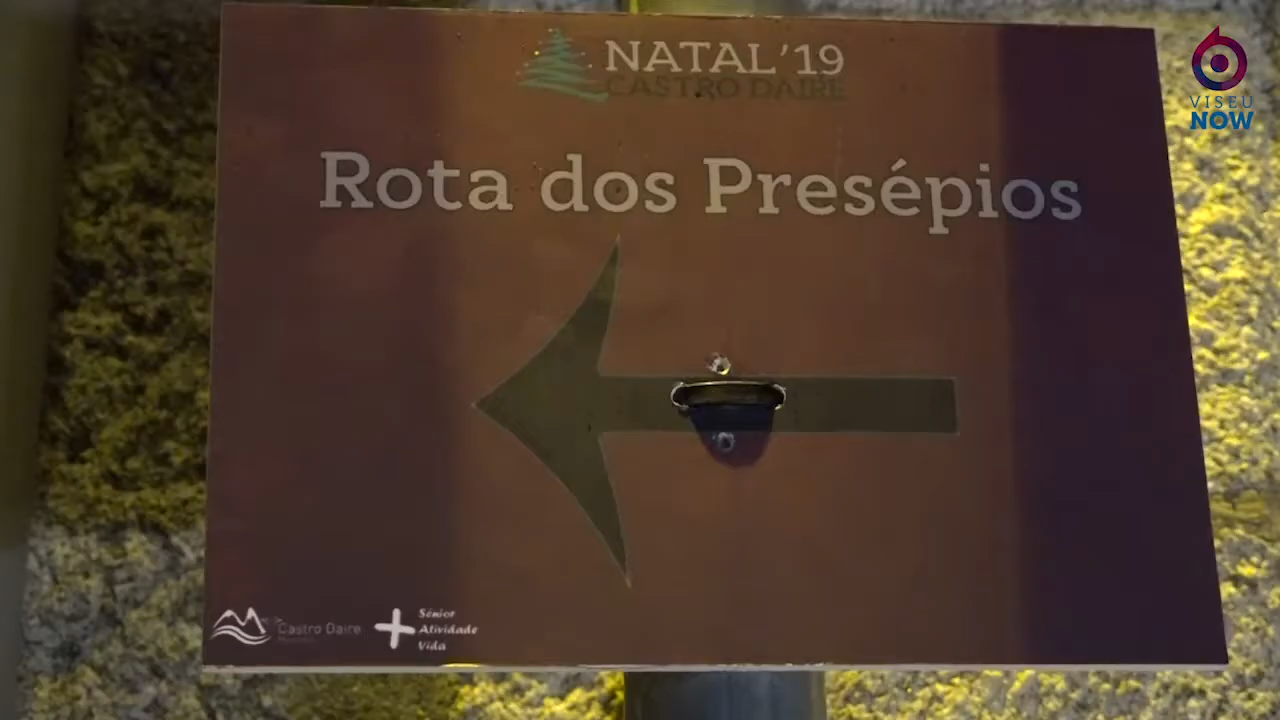 NATAL'19
CASTRO DAIRE
VISEU
NOW
Rota dos Presépios
Castro Daire
Sénior
Atividade
Vida